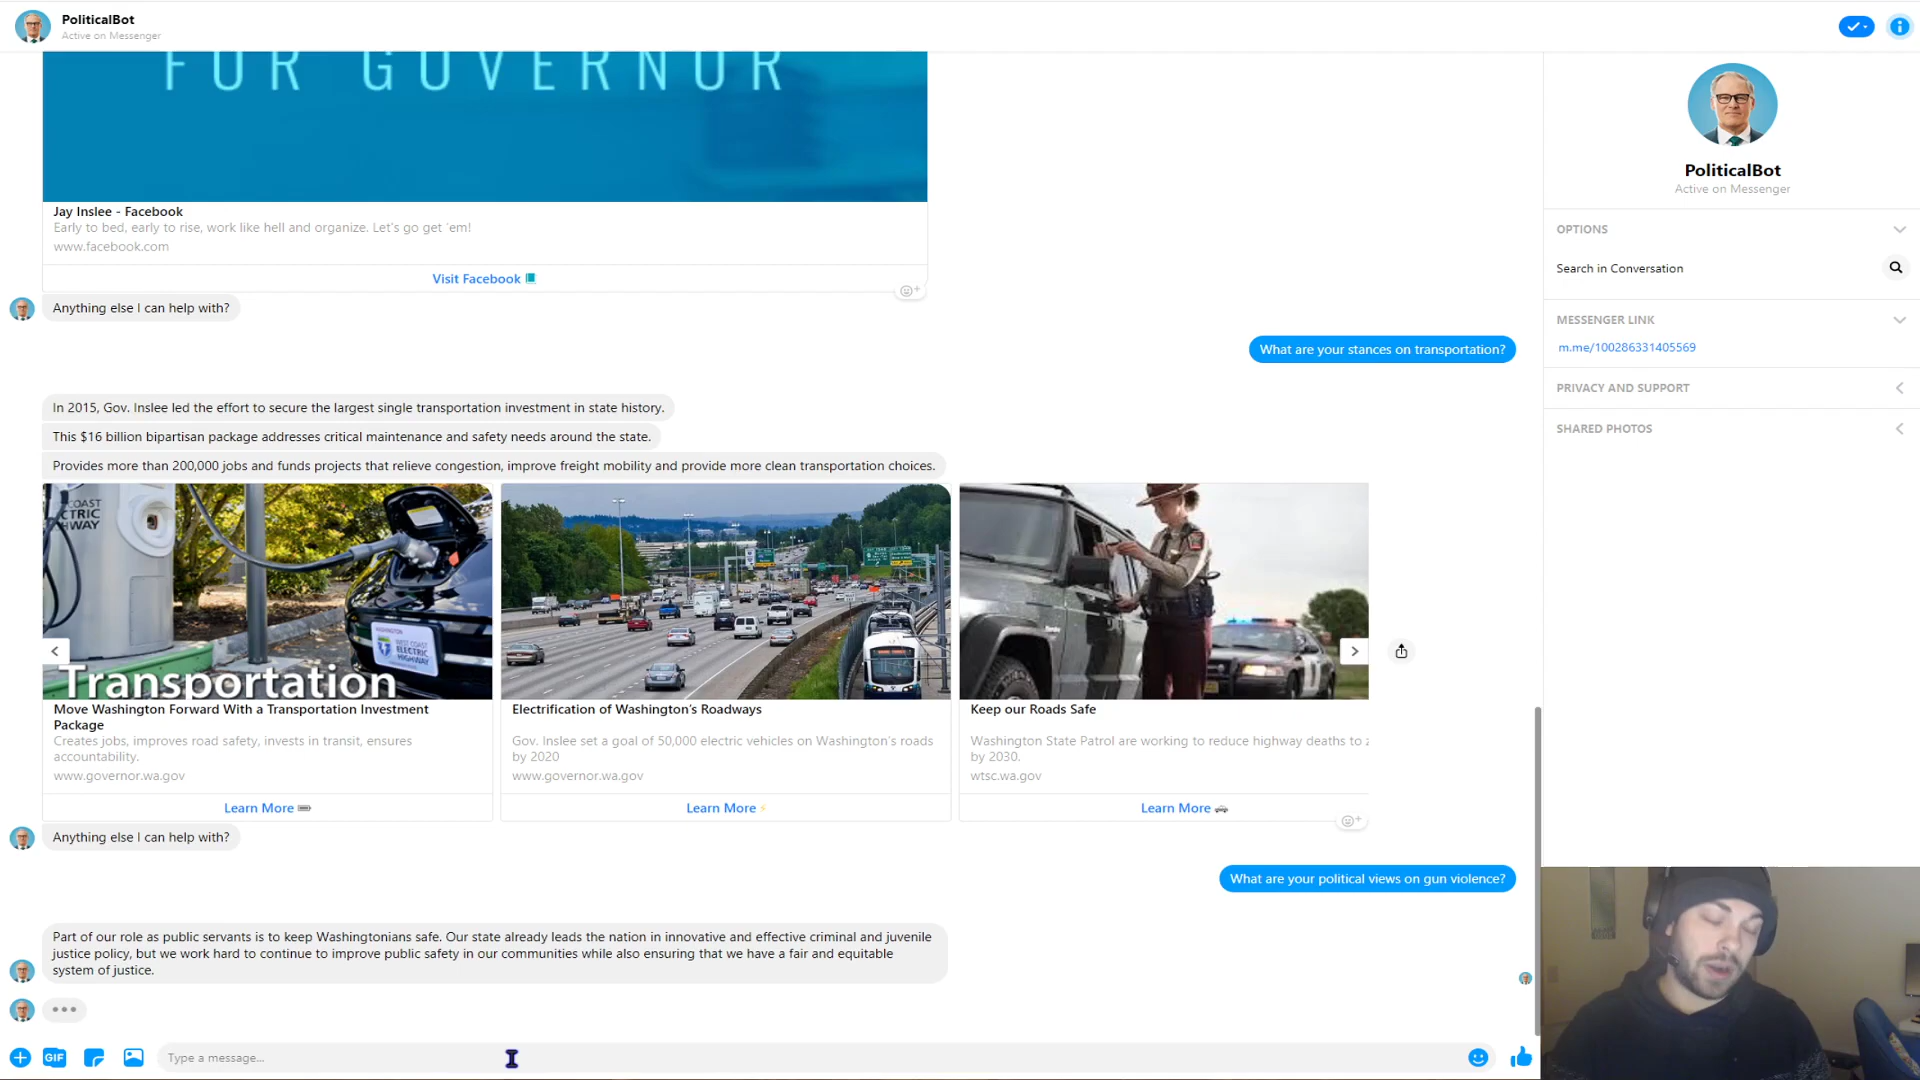 PoliticalBot
Active on Messenger
FOR GOVERNOR
Jay Inslee - Facebook
Early to bed, early to rise, work like hell and organize. Let's go get 'em!
www.facebook.com
Visit Facebook
Anything else I can help with?
What are your stances on transportation?
In 2015, Gov. Inslee led the effort to secure the largest single transportation investment in state history.
This $16 billion bipartisan package addresses critical maintenance and safety needs around the state.
Provides more than 200,000 jobs and funds projects that relieve congestion, improve freight mobility and provide more clean transportation choices.
COAST
CTRIC
HWAY
WEST COAST
ELECTRIC
HIGHWAY
Transportation
Move Washington Forward With a Transportation Investment
Package
Creates jobs, improves road safety, invests in transit, ensures
accountability.
www.governor.wa.gov
Learn More
Electrification of Washington's Roadways
Gov. Inslee set a goal of 50,000 electric vehicles on Washington's roads
by 2020
www.governor.wa.gov
Learn More
Keep our Roads Safe
Washington State Patrol are working to reduce highway deaths to z
by 2030.
wtsc.wa.gov
Learn More
Anything else I can help with?
What are your political views on gun violence?
Part of our role as public servants is to keep Washingtonians safe. Our state already leads the nation in innovative and effective criminal and juvenile
justice policy, but we work hard to continue to improve public safety in our communities while also ensuring that we have a fair and equitable
system of justice.
GIF
Type a message...
PoliticalBot
Active on Messenger
OPTIONS
Search in Conversation
MESSENGER LINK
m.me/100286331405569
PRIVACY AND SUPPORT
SHARED PHOTOS